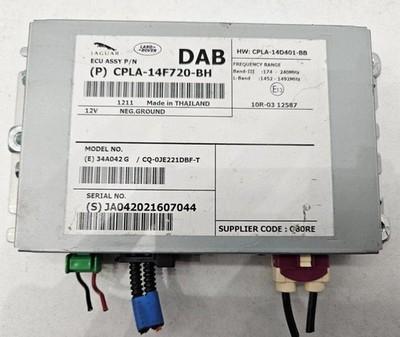 JAGUAR
LAND ROVER
DAB
HW: CPLA-14D401-BB
ECU ASSY P/N
(P) CPLA-14F720-BH
FREQUENCY RANGE
Band-III :174 - 240MHz
L-Band :1452 - 1492MHz
1211 Made in THAILAND
10R-03 12587
12V NEG.GROUND
MODEL NO.
(E) 34A042 G / CQ-0JE221DBF-T
SERIAL NO.
(S) JA042021607044
SUPPLIER CODE :